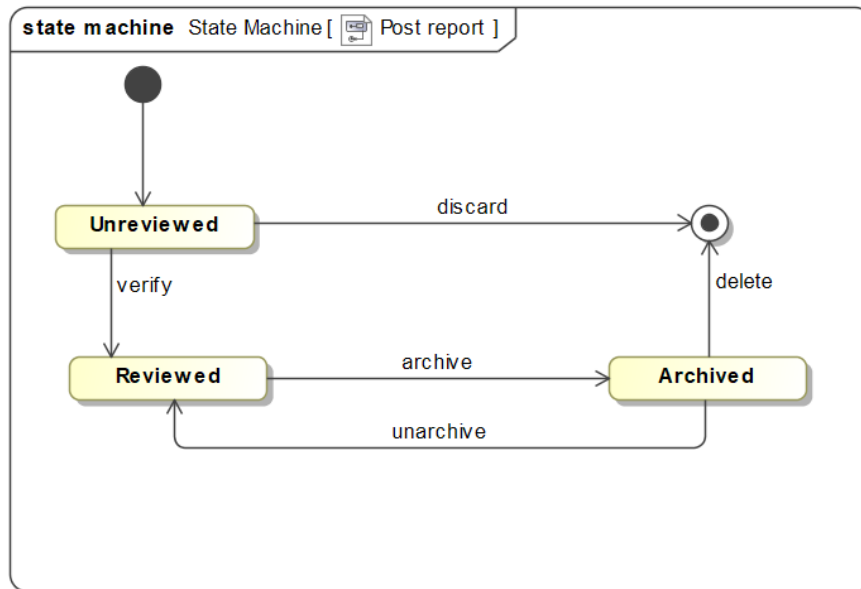 state machine State Machine [ Post report ]
Unreviewed
discard
verify
delete
Reviewed
archive
Archived
unarchive